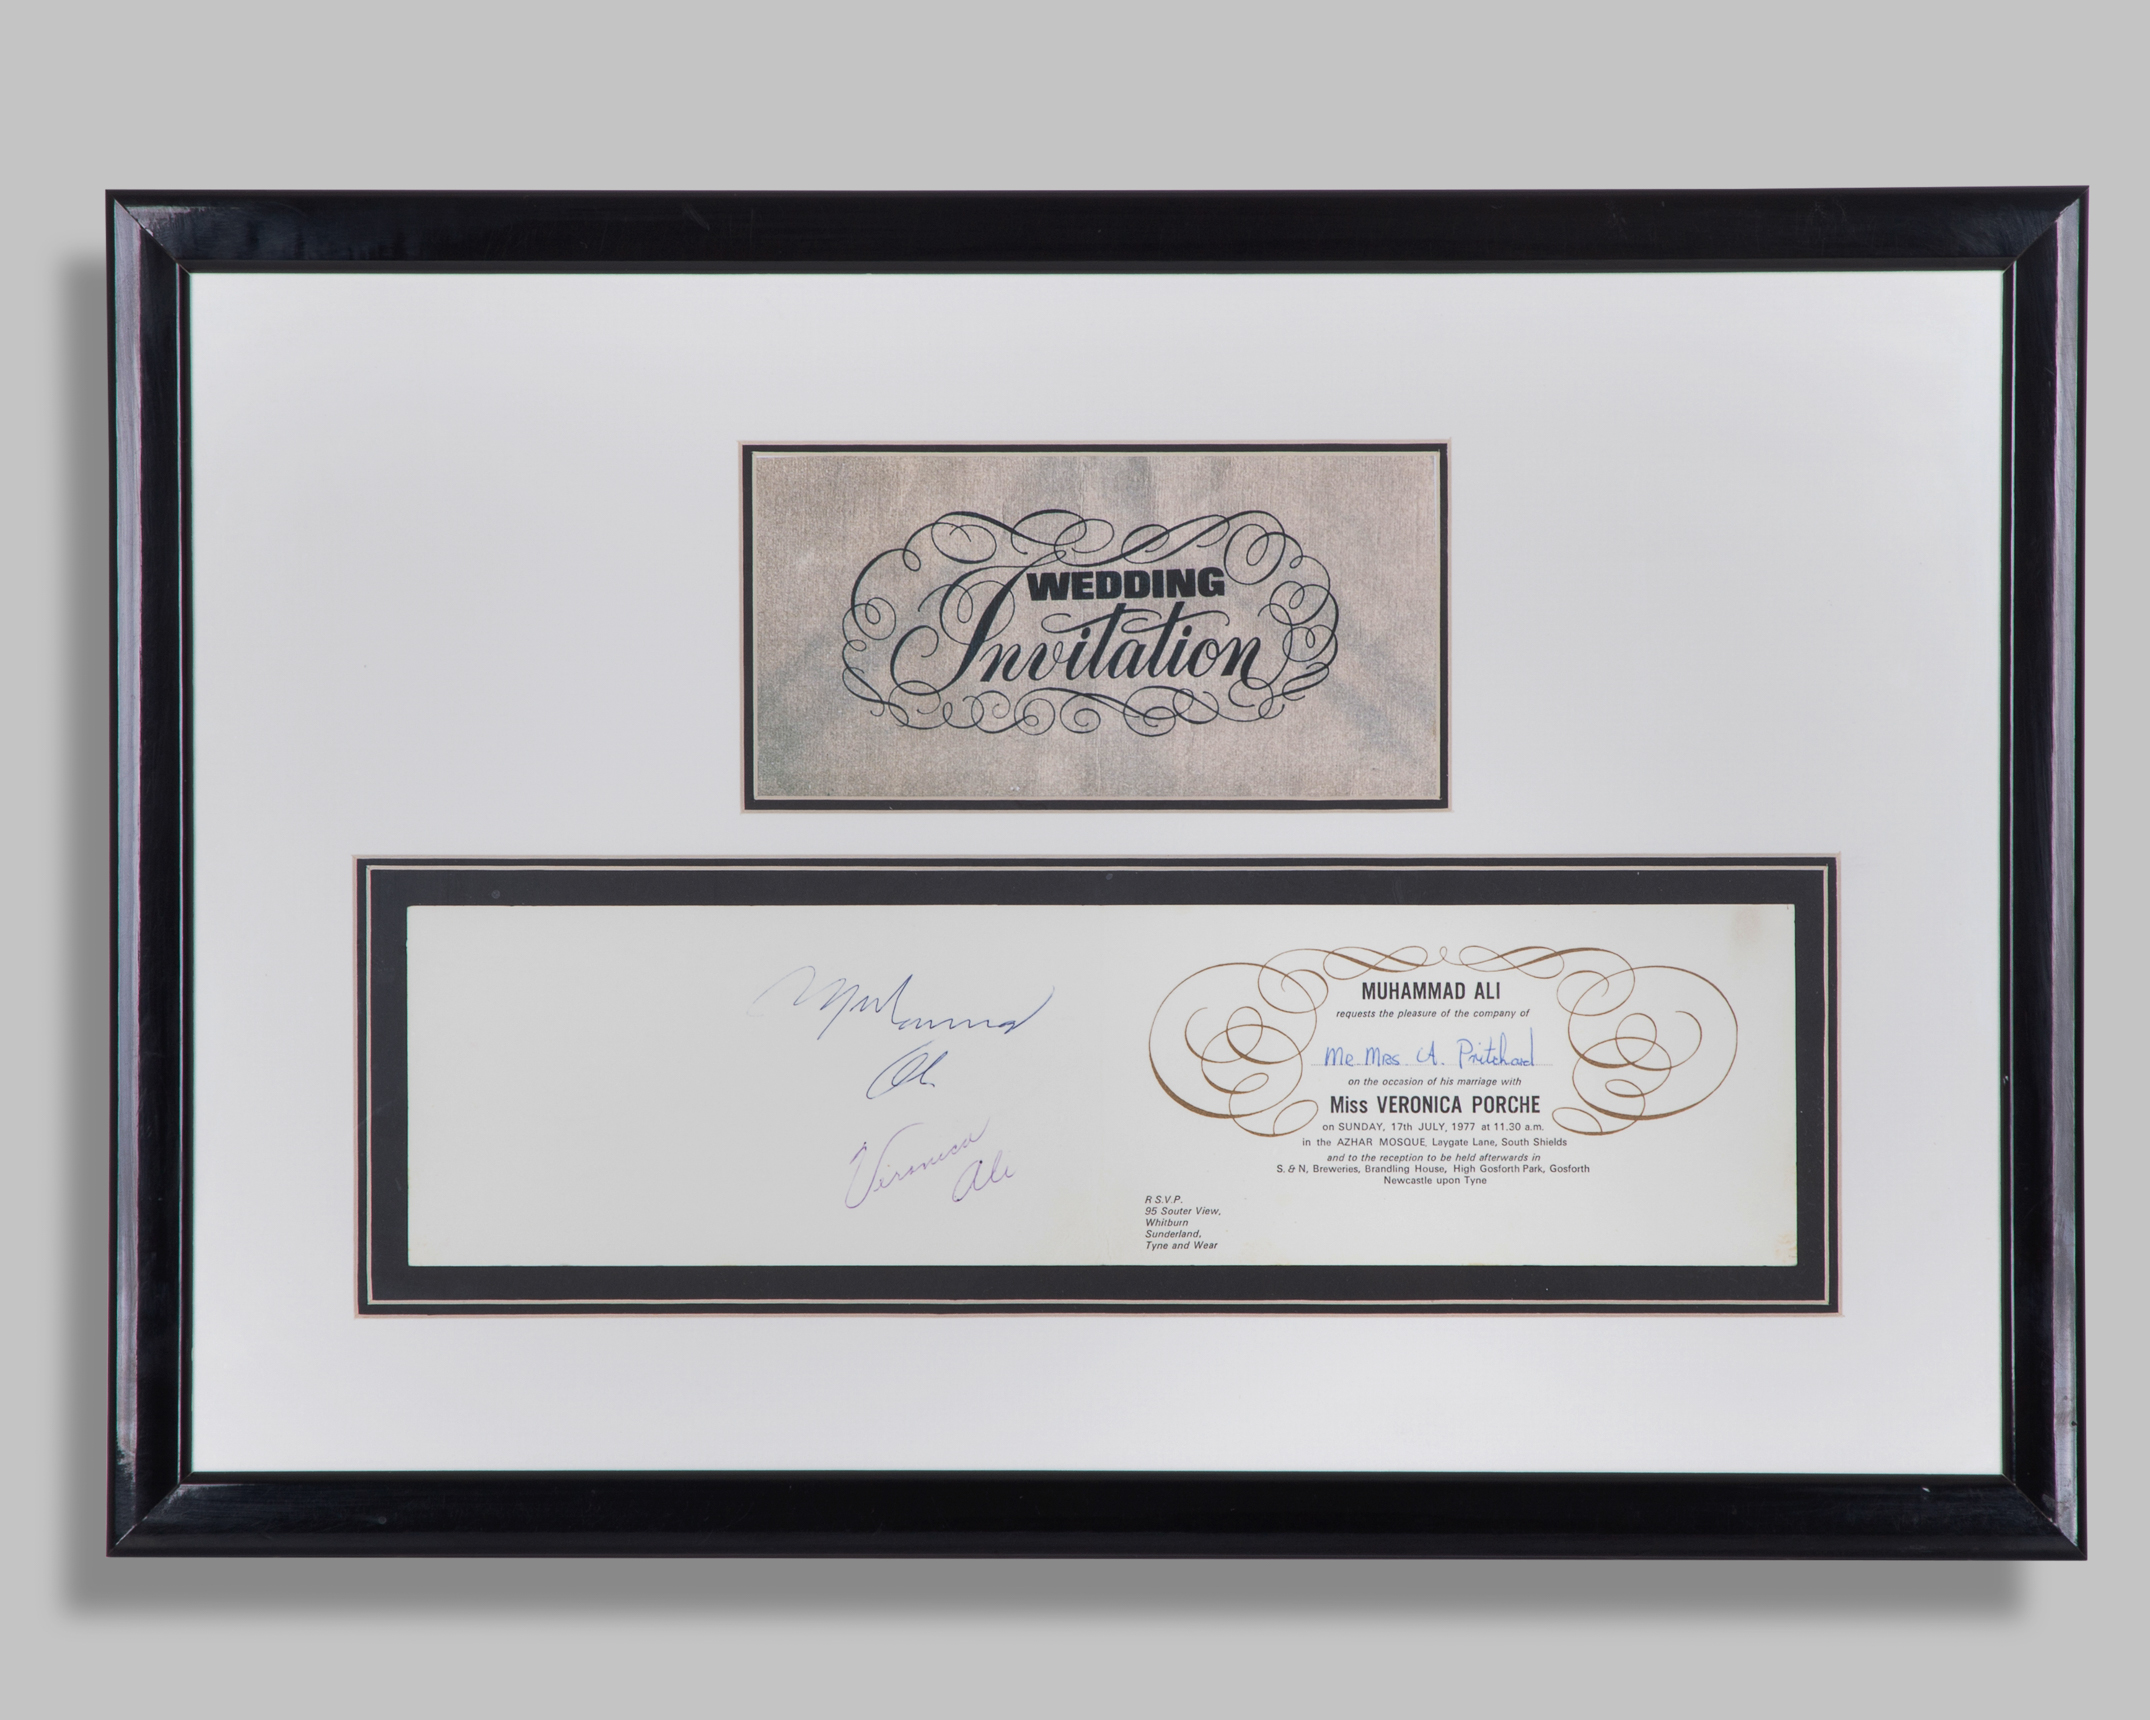 WEDDING
Invitation
Muhammad
Ali
Veronica
Ali
MUHAMMAD ALI
requests the pleasure of the company of
Mr. Mrs A. Pritchard
on the occasion of his marriage with
Miss VERONICA PORCHE
on SUNDAY, 17th JULY, 1977 at 11.30 a.m.
in the AZHAR MOSQUE, Laygate Lane, South Shields
and to the reception to be held afterwards in
S. & N, Breweries, Brandling House, High Gosforth Park, Gosforth
Newcastle upon Tyne
R S.V.P.
95 Souter View,
Whitburn
Sunderland,
Tyne and Wear